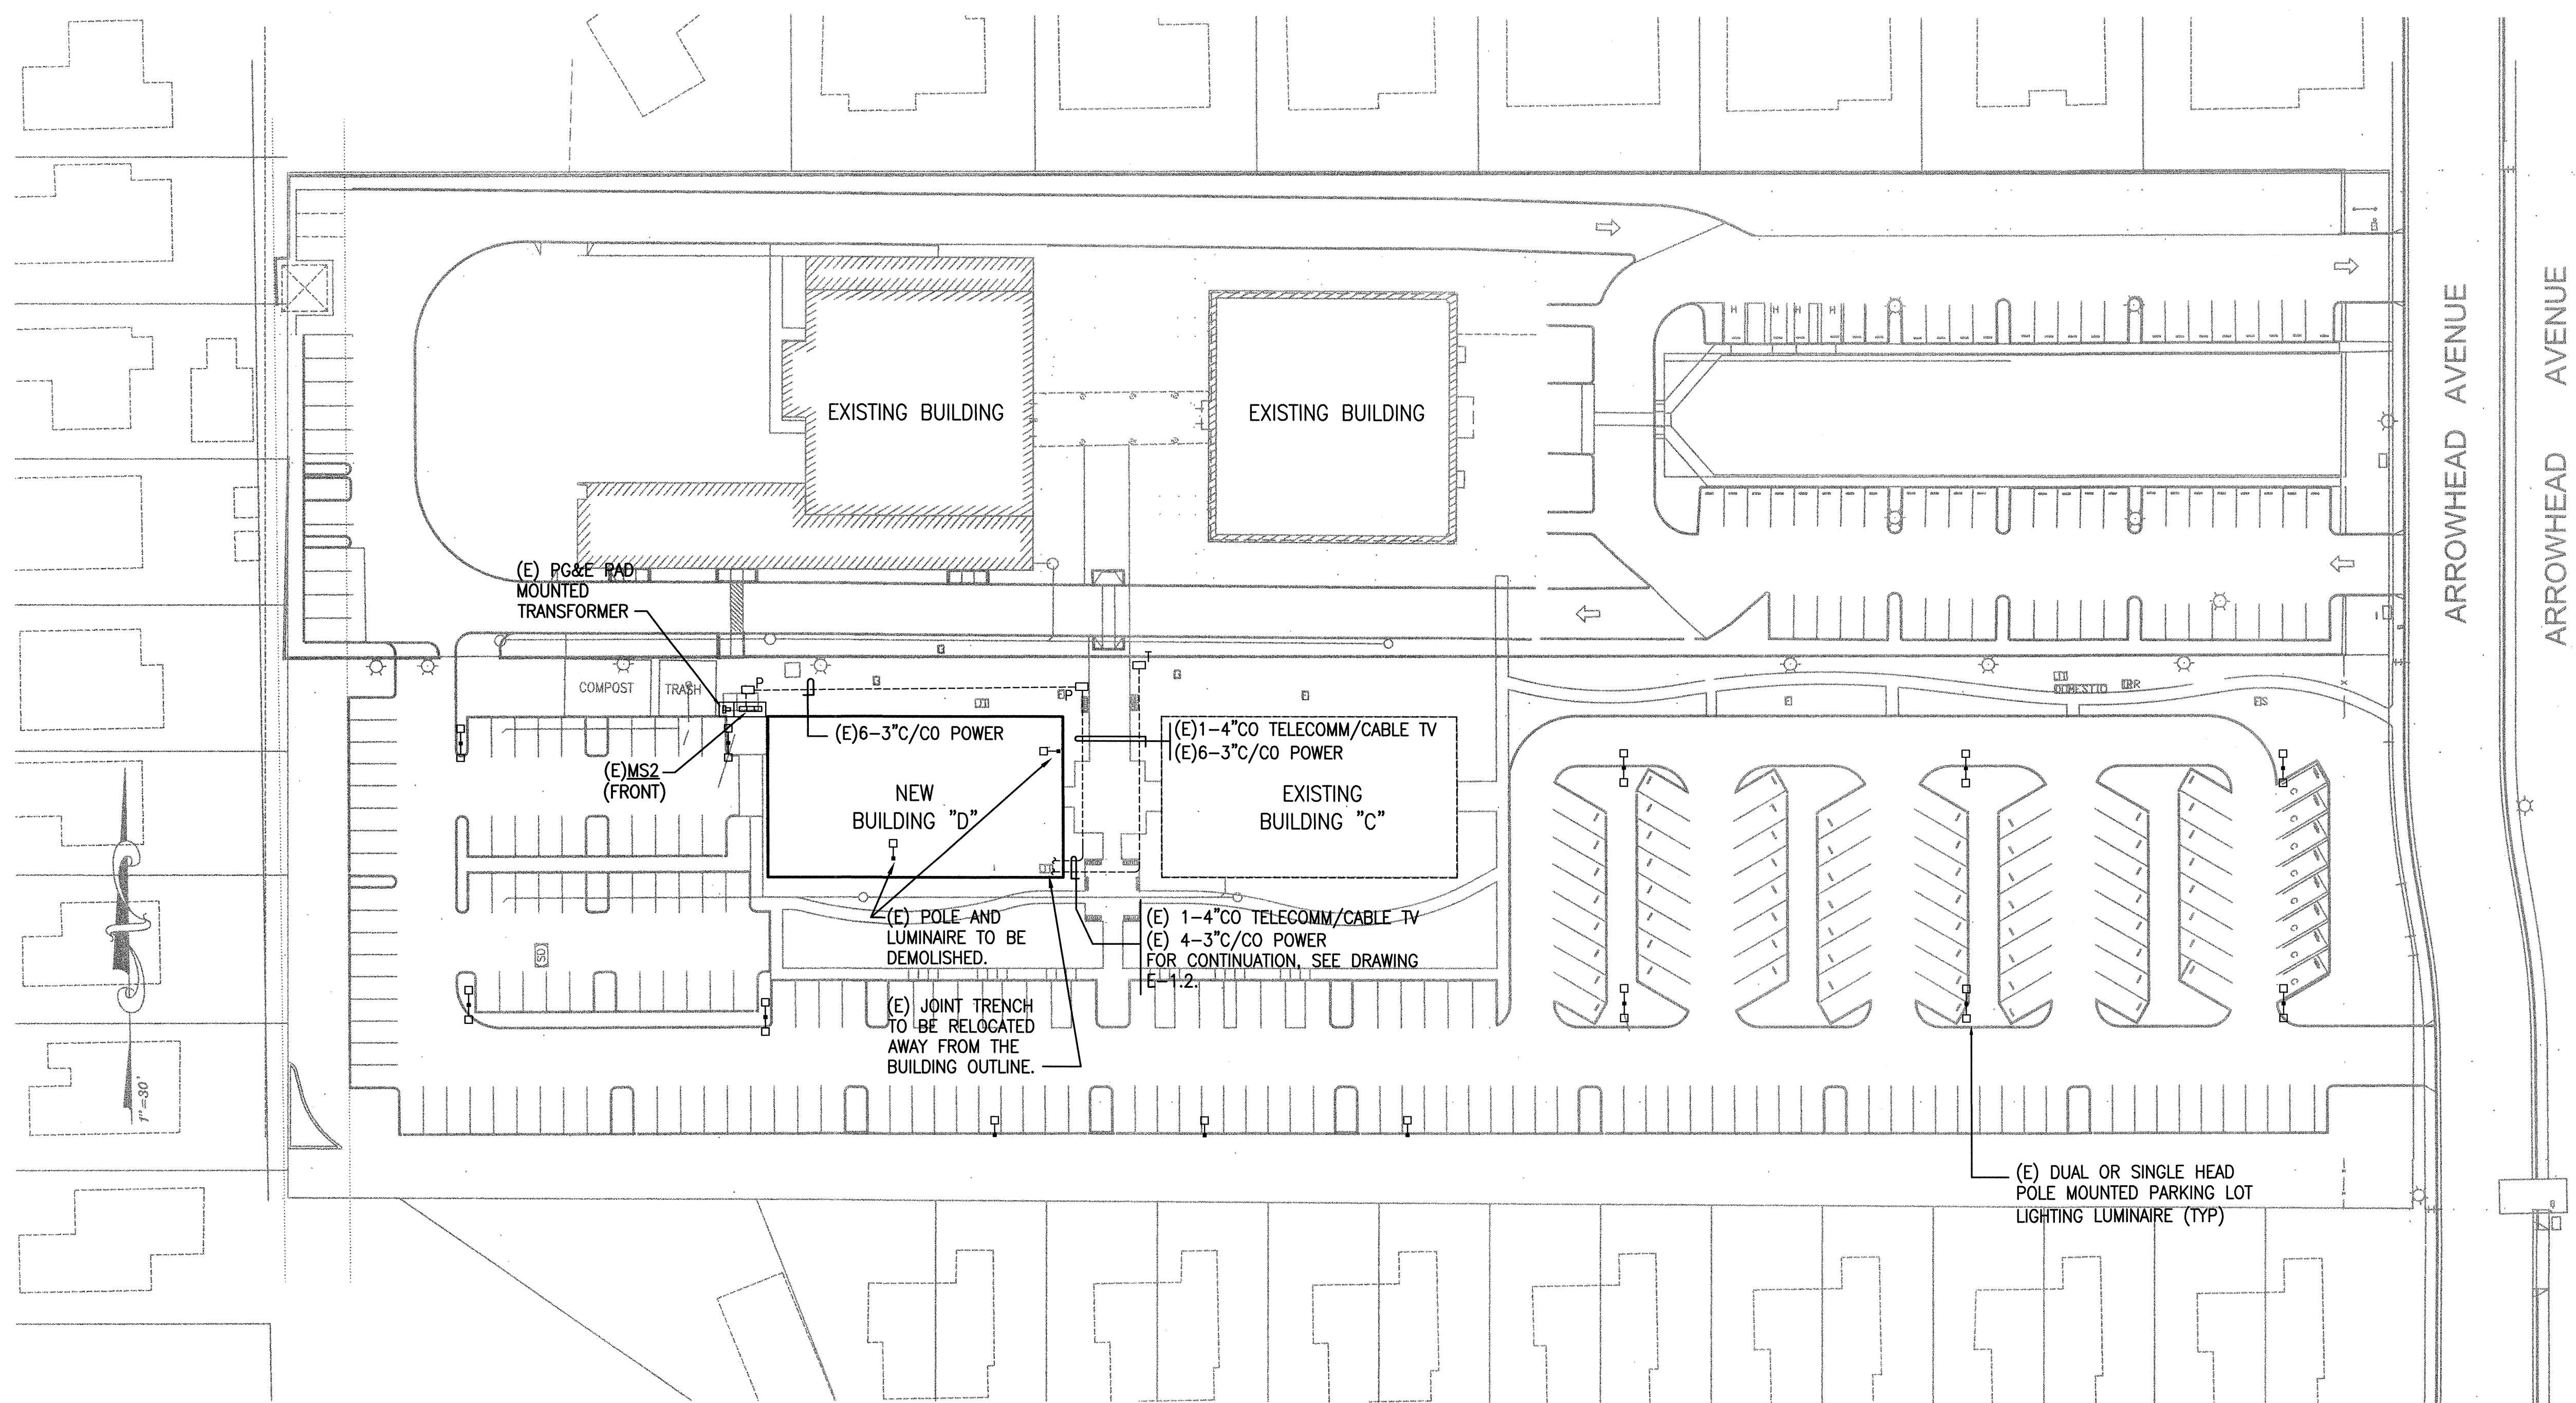 EXISTING BUILDING
EXISTING BUILDING
H H H H
ARROWHEAD AVENUE
ARROWHEAD AVENUE
(E) PG&E PAD
MOUNTED
TRANSFORMER
COMPOST
TRASH
P
P
T
DOMESTIC
(E)6-3"C/CO POWER
(E)1-4"CO TELECOMM/CABLE TV
(E)6-3"C/CO POWER
(E)MS2
(FRONT)
NEW
BUILDING "D"
EXISTING
BUILDING "C"
(E) POLE AND
LUMINAIRE TO BE
DEMOLISHED.
(E) 1-4"CO TELECOMM/CABLE TV
(E) 4-3"C/CO POWER
FOR CONTINUATION, SEE DRAWING
E-1.2.
SD
(E) JOINT TRENCH
TO BE RELOCATED
AWAY FROM THE
BUILDING OUTLINE.
1"=30'
(E) DUAL OR SINGLE HEAD
POLE MOUNTED PARKING LOT
LIGHTING LUMINAIRE (TYP)